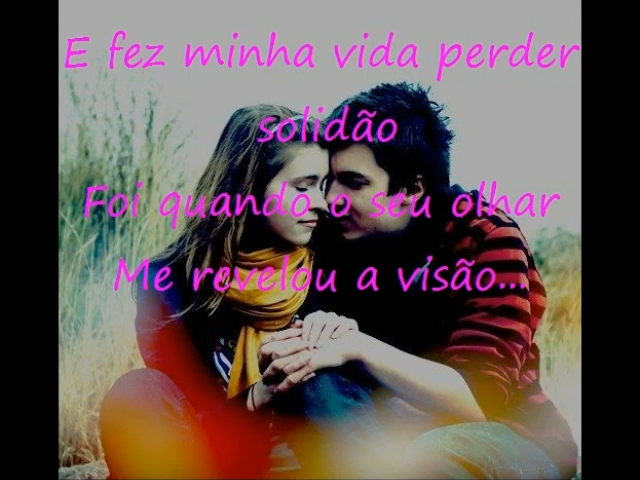 E fez minha vida perder
solidão
Foi quando o seu olhar
Me revelou a visão...